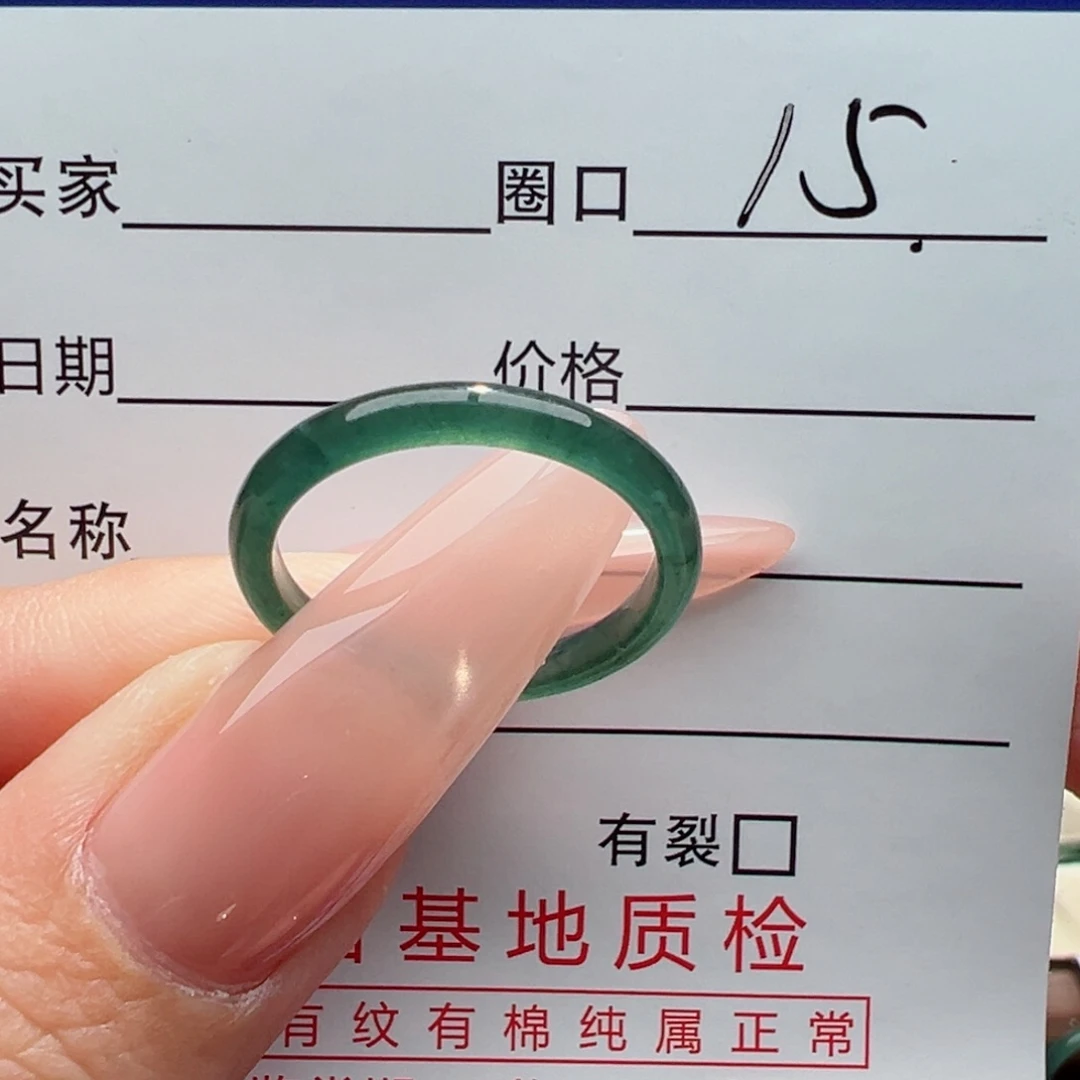 买家 圈口 15
日期 价格
名称
有裂
基地质检
有纹有棉纯属正常